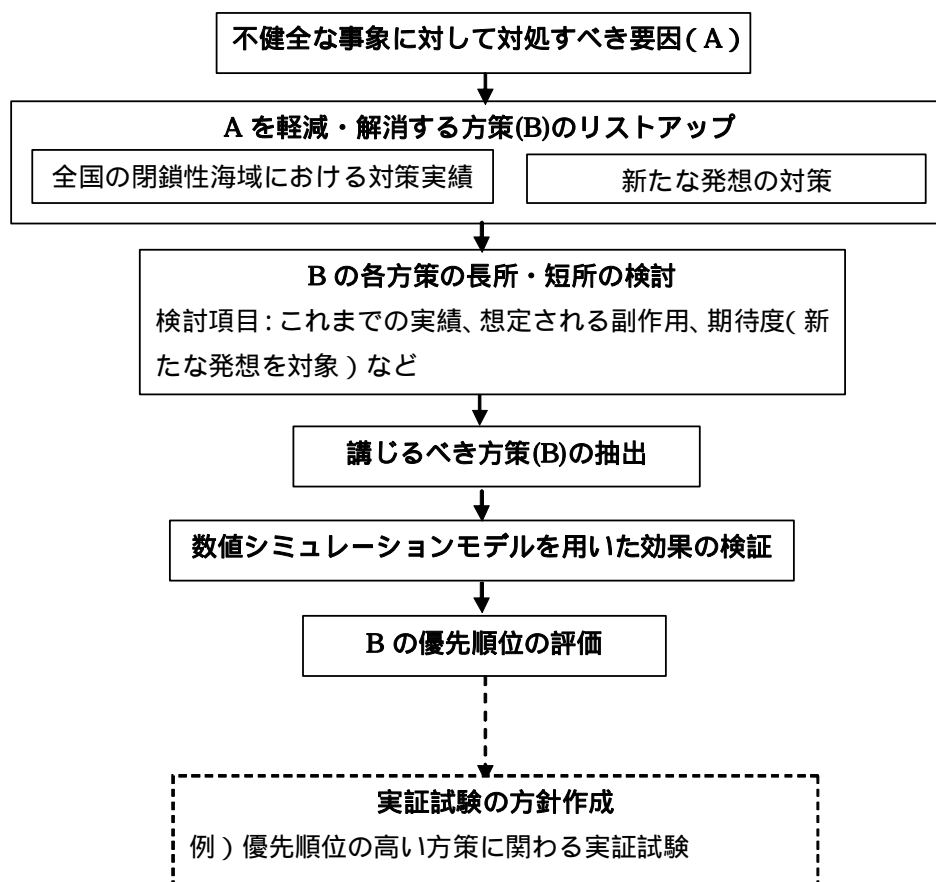 不健全な事象に対して対処すべき要因(A)
Aを軽減・解消する方策(B)のリストアップ
全国の閉鎖性海域における対策実績
新たな発想の対策
Bの各方策の長所・短所の検討
検討項目:これまでの実績、想定される副作用、期待度(新
たな発想を対象)など
講じるべき方策(B)の抽出
数値シミュレーションモデルを用いた効果の検証
Bの優先順位の評価
実証試験の方針作成
例)優先順位の高い方策に関わる実証試験